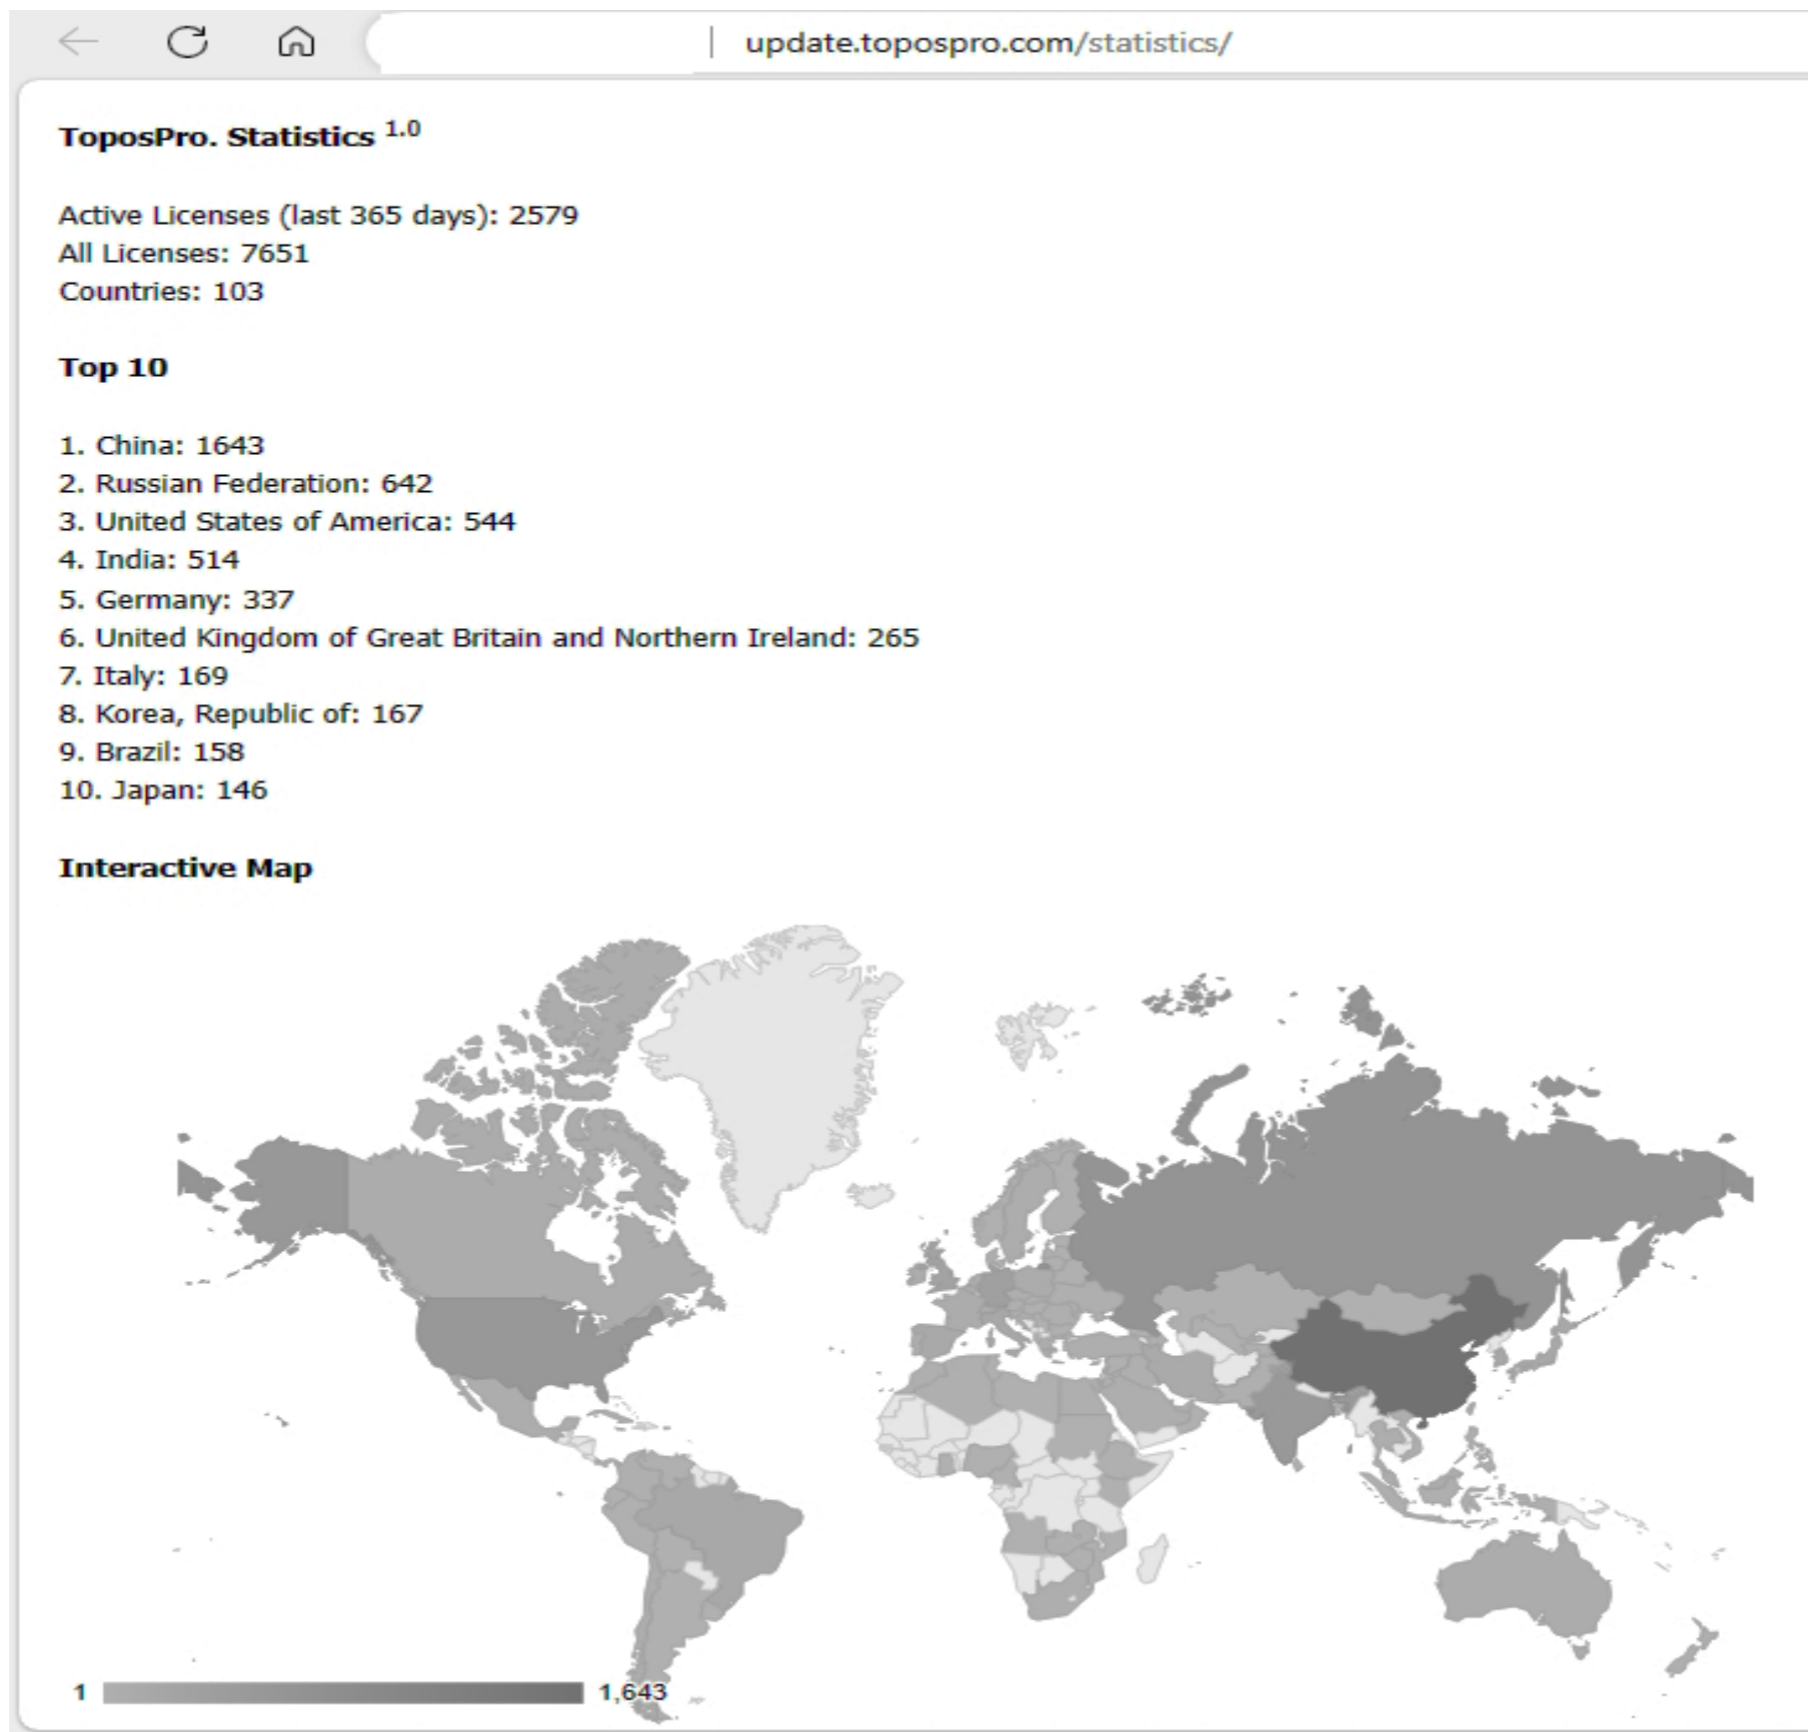 update.topospro.com/statistics/
ToposPro. Statistics 1.0
Active Licenses (last 365 days): 2579
All Licenses: 7651
Countries: 103
Top 10
1. China: 1643
2. Russian Federation: 642
3. United States of America: 544
4. India: 514
5. Germany: 337
6. United Kingdom of Great Britain and Northern Ireland: 265
7. Italy: 169
8. Korea, Republic of: 167
9. Brazil: 158
10. Japan: 146
Interactive Map
1 1,643